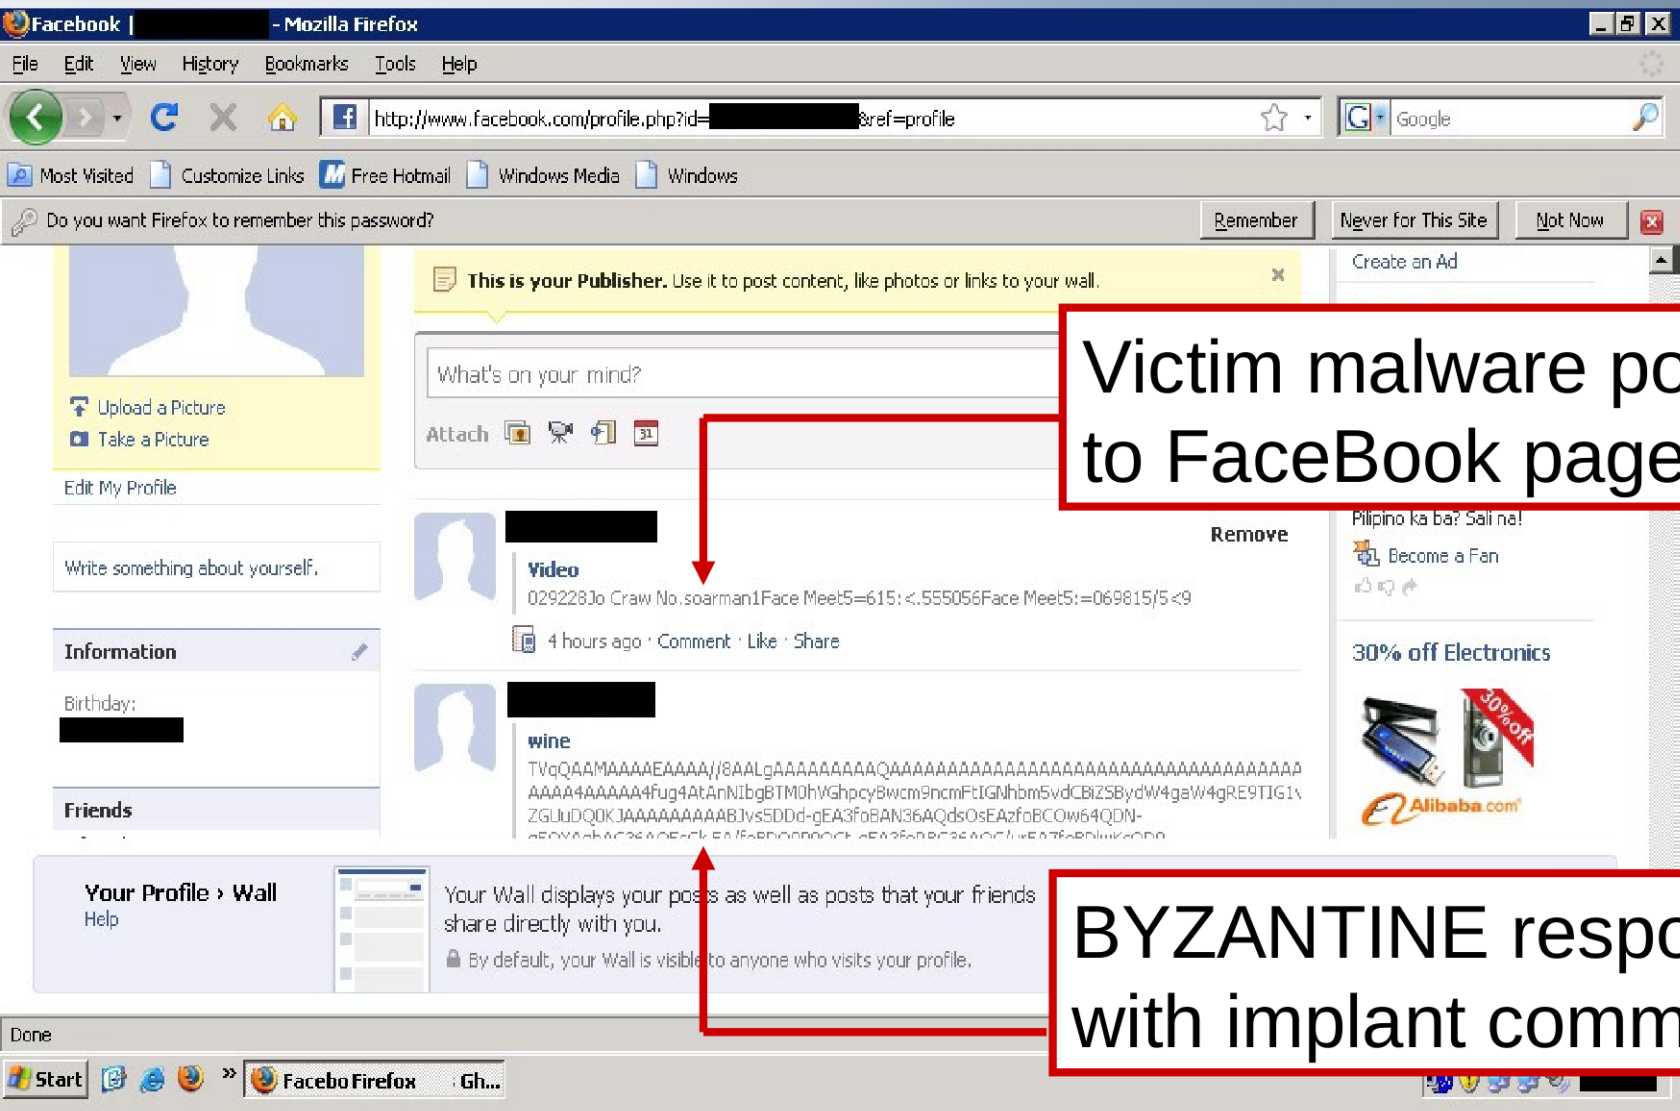 Facebook | - Mozilla Firefox
File Edit View History Bookmarks Tools Help
http://www.facebook.com/profile.php?id= &ref=profile
Google
Most Visited Customize Links Free Hotmail Windows Media Windows
Do you want Firefox to remember this password? Remember Never for This Site Not Now
This is your Publisher. Use it to post content, like photos or links to your wall.
Create an Ad
What's on your mind?
Attach 31
Upload a Picture
Take a Picture
Edit My Profile
Write something about yourself.
Information
Birthday:
Friends
Victim malware po
to FaceBook page
Remove
Video
029228Jo Craw No.soarman1Face Meet5=615:<.555056Face Meet5:=069815/5<9
4 hours ago · Comment · Like · Share
wine
Pilipino ka ba? Sali na!
Become a Fan
30% off Electronics
30% off
Alibaba.com
Your Profile › Wall
Help
Your Wall displays your posts as well as posts that your friends
share directly with you.
By default, your Wall is visible to anyone who visits your profile.
BYZANTINE respo
with implant comm
Done
Start » Facebo Firefox Gh...